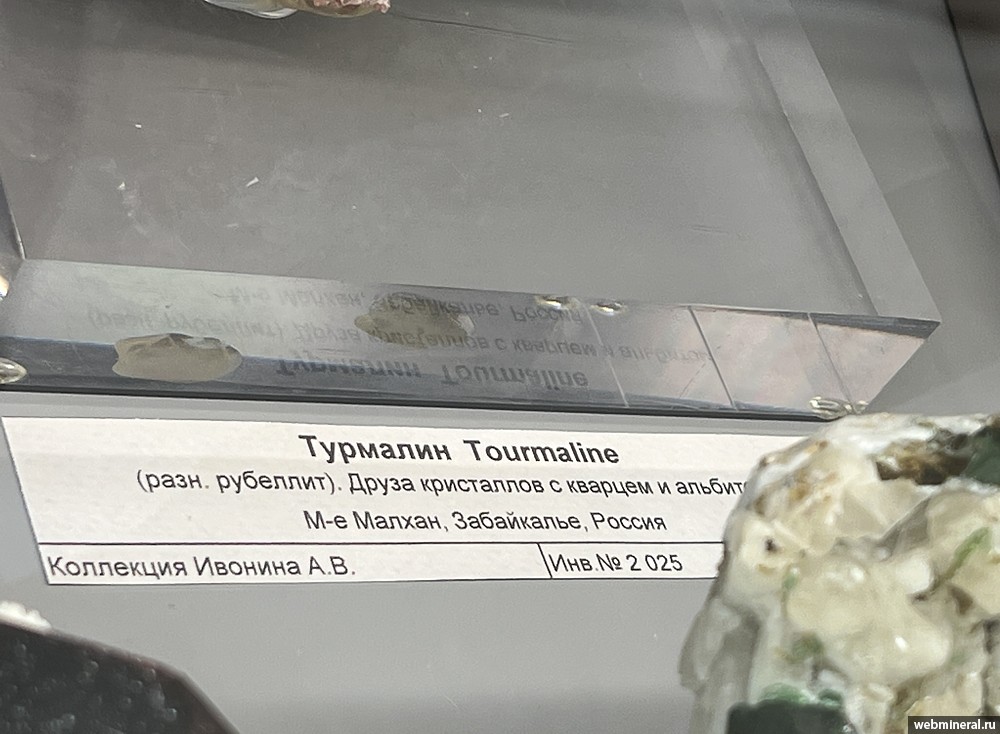 Турмалин Tourmaline
(разн. рубеллит). Друза кристаллов с кварцем и
М-е Малхан, Забайкалье, Россия
Коллекция Ивонина А.В.
Инв.№ 2 025
webmineral.ru